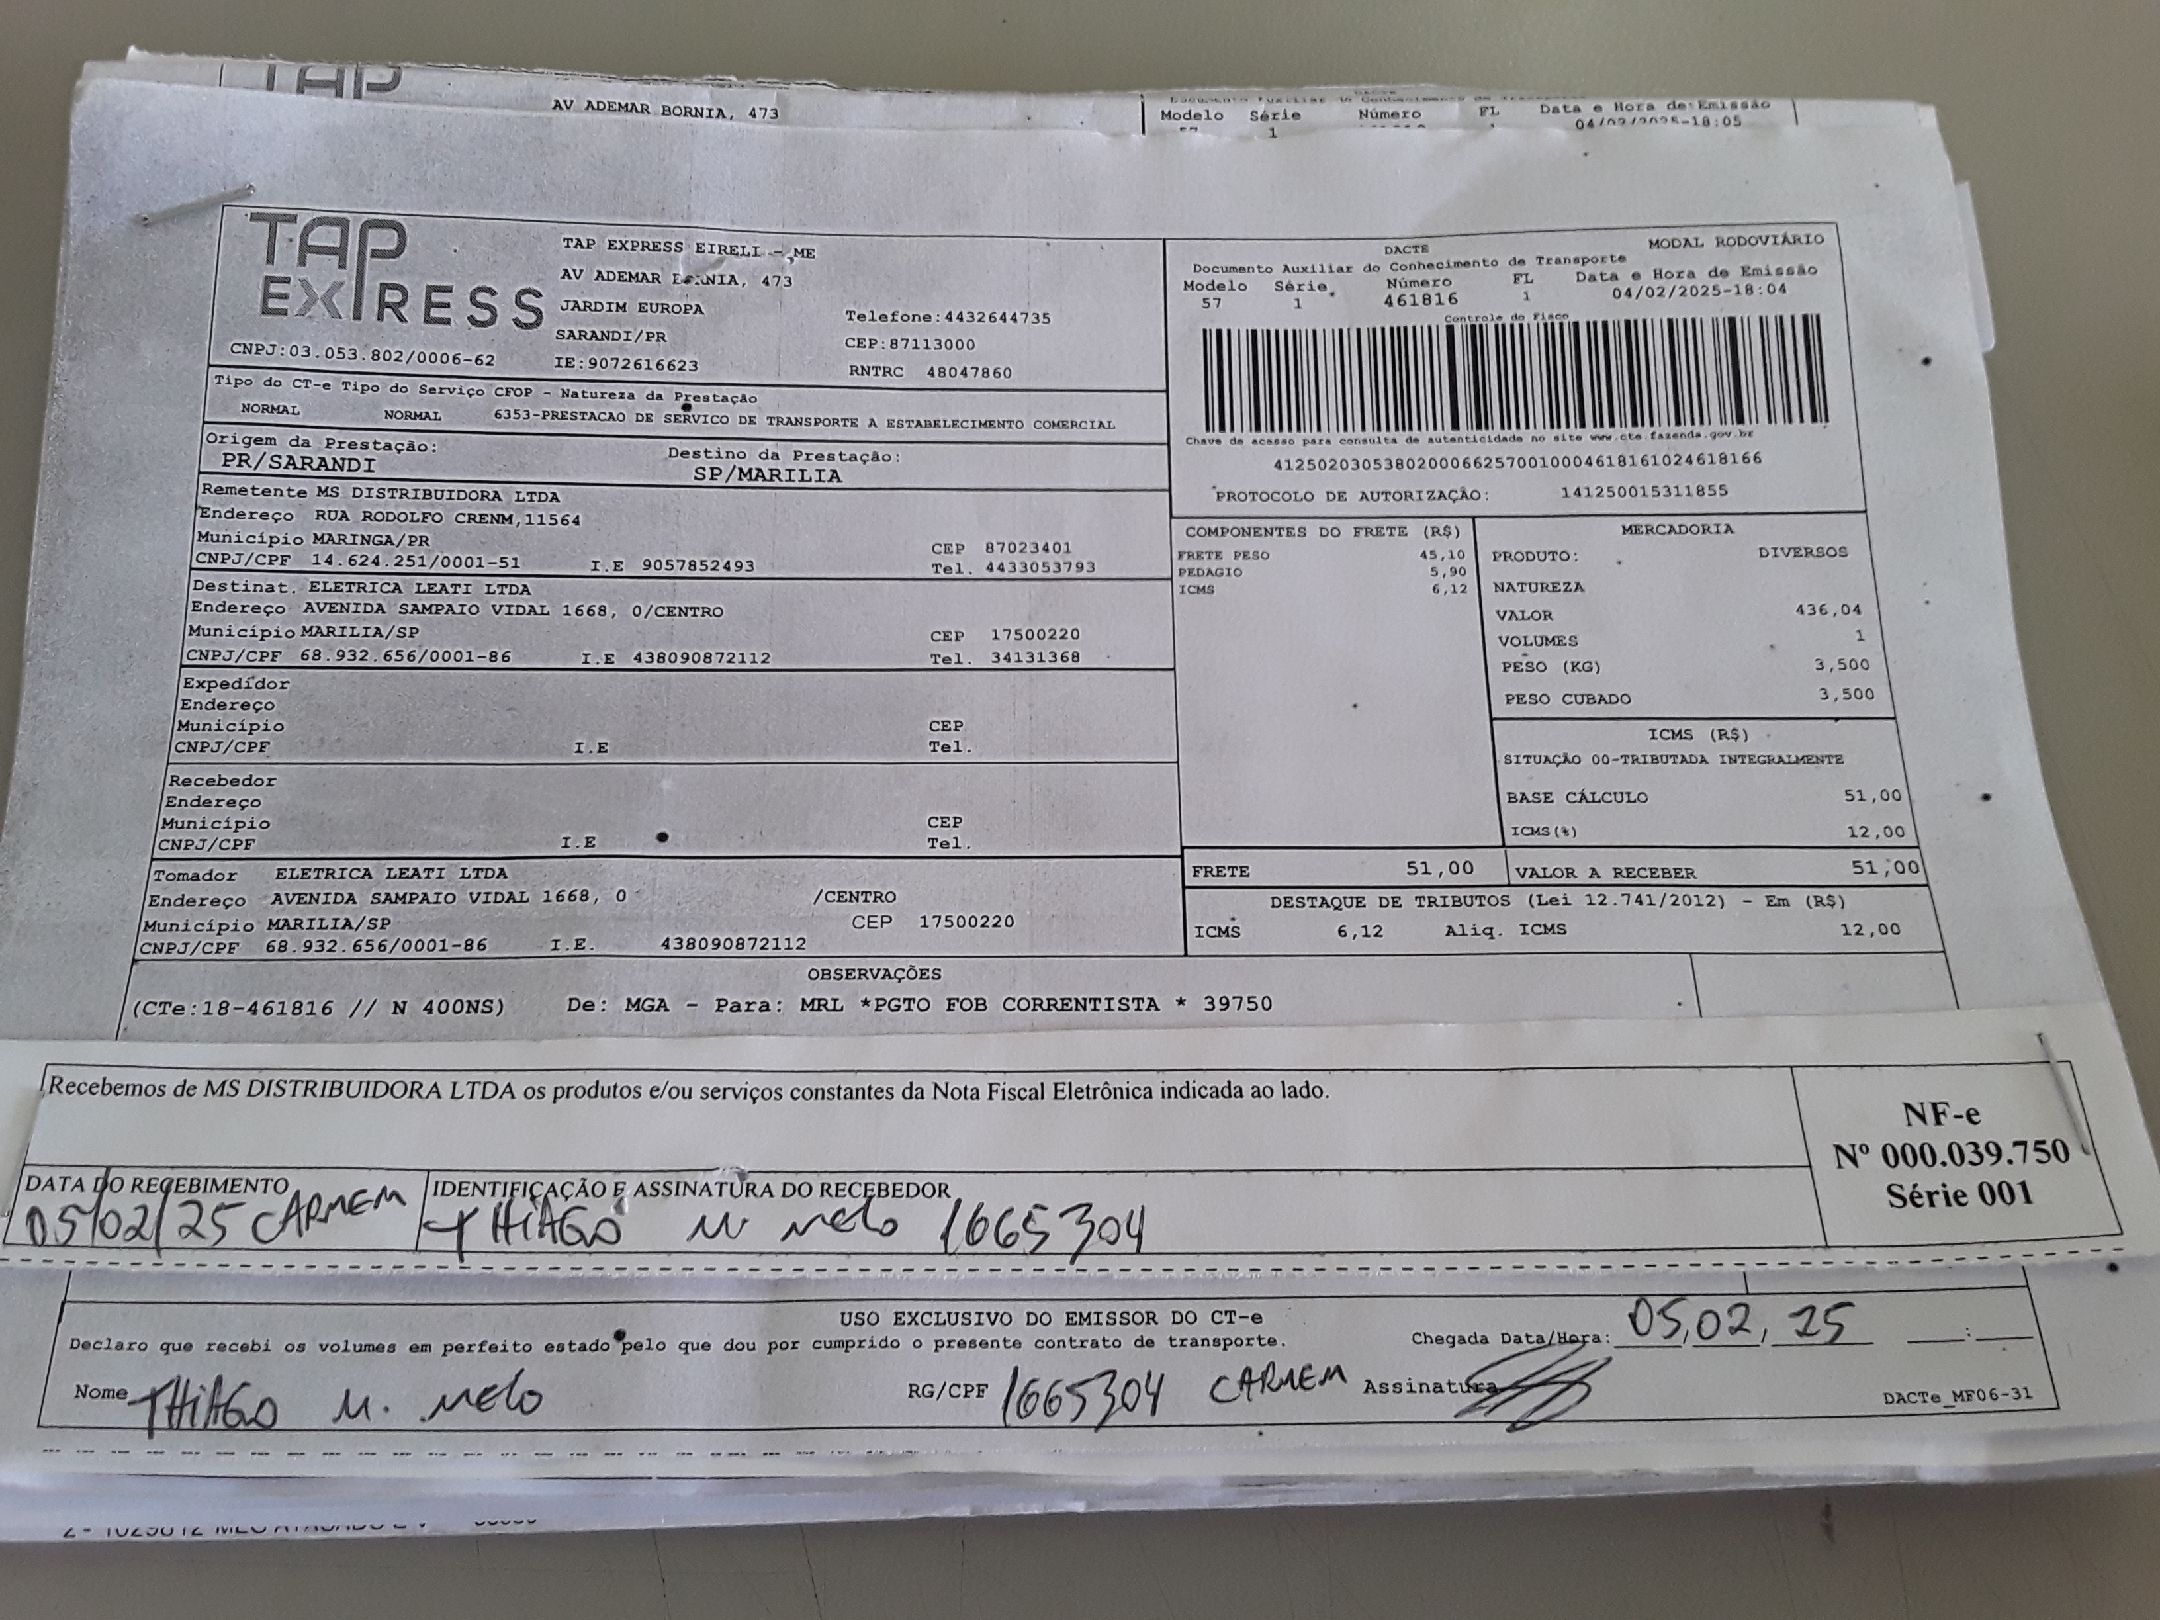 TAP
AV ADEMAR BORNIA, 473
Modelo Série Número FL Data e Hora de Emissão
1 04/02/2025-18:05
TAP
EXPRESS
TAP EXPRESS EIRELI - ME
AV ADEMAR BORNIA, 473
JARDIM EUROPA
Telefone:4432644735
SARANDI/PR
CEP:87113000
CNPJ:03.053.802/0006-62
IE:9072616623
RNTRC 48047860
DACTE
MODAL RODOVIÁRIO
Documento Auxiliar do Conhecimento de Transporte
Modelo Série Número FL Data e Hora de Emissão
57 1 461816 1 04/02/2025-18:04
Controle do Fisco
Chave de acesso para consulta de autenticidade no site www.cte.fazenda.gov.br
41250203053802000662570010004618161024618166
PROTOCOLO DE AUTORIZAÇÃO: 141250015311855
Tipo do CT-e Tipo do Serviço CFOP - Natureza da Prestação
NORMAL NORMAL 6353-PRESTACAO DE SERVICO DE TRANSPORTE A ESTABELECIMENTO COMERCIAL
Origem da Prestação: Destino da Prestação:
PR/SARANDI SP/MARILIA
Remetente MS DISTRIBUIDORA LTDA
Endereço RUA RODOLFO CRENM,11564
Município MARINGA/PR CEP 87023401
CNPJ/CPF 14.624.251/0001-51 I.E 9057852493 Tel. 4433053793
Destinat. ELETRICA LEATI LTDA
Endereço AVENIDA SAMPAIO VIDAL 1668, 0/CENTRO
Município MARILIA/SP CEP 17500220
CNPJ/CPF 68.932.656/0001-86 I.E 438090872112 Tel. 34131368
Expedidor
Endereço
Município CEP
CNPJ/CPF I.E Tel.
Recebedor
Endereço
Município CEP
CNPJ/CPF I.E Tel.
Tomador ELETRICA LEATI LTDA
Endereço AVENIDA SAMPAIO VIDAL 1668, 0 /CENTRO
Município MARILIA/SP CEP 17500220
CNPJ/CPF 68.932.656/0001-86 I.E. 438090872112
COMPONENTES DO FRETE (R$)
FRETE PESO 45,10
PEDAGIO 5,90
ICMS 6,12
MERCADORIA
PRODUTO: DIVERSOS
NATUREZA
VALOR 436,04
VOLUMES 1
PESO (KG) 3,500
PESO CUBADO 3,500
ICMS (R$)
SITUAÇÃO 00-TRIBUTADA INTEGRALMENTE
BASE CÁLCULO 51,00
ICMS(%) 12,00
FRETE 51,00 VALOR A RECEBER 51,00
DESTAQUE DE TRIBUTOS (Lei 12.741/2012) - Em (R$)
ICMS 6,12 Aliq. ICMS 12,00
OBSERVAÇÕES
(CTe:18-461816 // N 400NS) De: MGA - Para: MRL *PGTO FOB CORRENTISTA * 39750
Recebemos de MS DISTRIBUIDORA LTDA os produtos e/ou serviços constantes da Nota Fiscal Eletrônica indicada ao lado.
NF-e
Nº 000.039.750
Série 001
DATA DO RECEBIMENTO IDENTIFICAÇÃO E ASSINATURA DO RECEBEDOR
05/02/25 CARMEM THIAGO M MELO 1665304
USO EXCLUSIVO DO EMISSOR DO CT-e
Declaro que recebi os volumes em perfeito estado pelo que dou por cumprido o presente contrato de transporte.
Chegada Data/Hora: 05,02,25 :
Nome THIAGO M. MELO RG/CPF 1665304 CARMEM Assinatura
DACTe_MF06-31